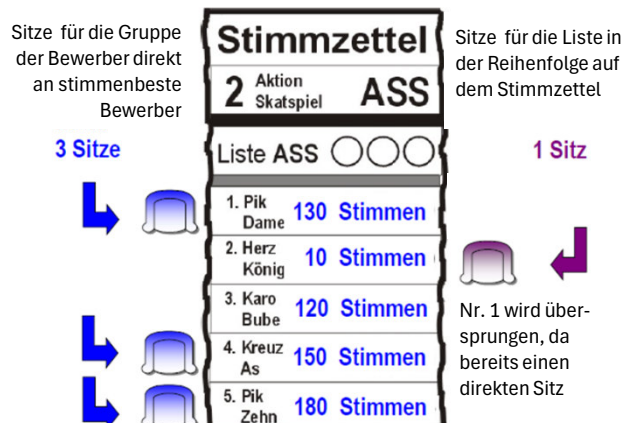 Sitze für die Gruppe
der Bewerber direkt
an stimmenbeste
Bewerber
3 Sitze
Stimmzettel
2 Aktion
Skatspiel ASS
Liste ASS
1. Pik
Dame 130 Stimmen
2. Herz
König 10 Stimmen
3. Karo
Bube 120 Stimmen
4. Kreuz
As 150 Stimmen
5. Pik
Zehn 180 Stimmen
Sitze für die Liste in
der Reihenfolge auf
dem Stimmzettel
1 Sitz
Nr. 1 wird über-
sprungen, da
bereits einen
direkten Sitz